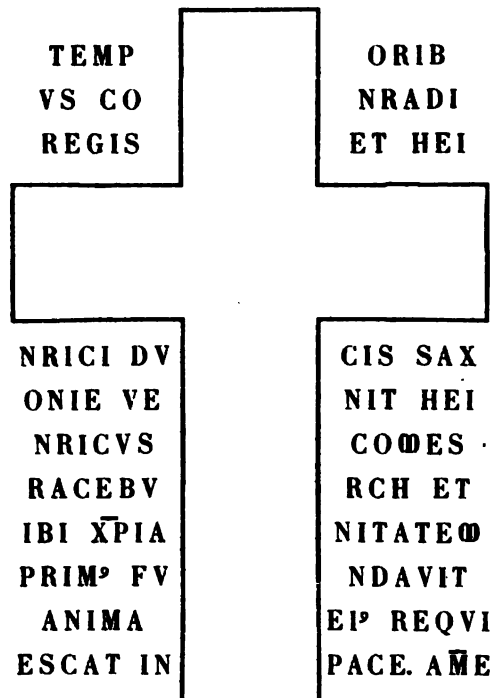 TEMP ORIB
VS CO NRADI
REGIS ET HEI
NRICI DV CIS SAX
ONIE VE NIT HEI
NRICVS COMES
RACEBV RCH ET
IBI X̅PIA NITATEM
PRIMꝰ FV NDAVIT
ANIMA EIꝰ REQVI
ESCAT IN PACE. AM̅E